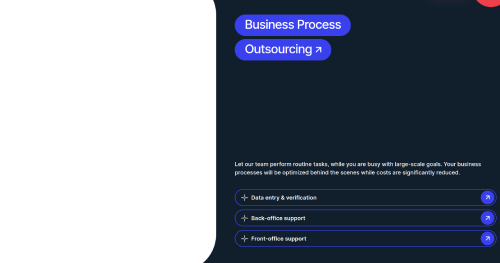 Business Process
Outsourcing ↗
Let our team perform routine tasks, while you are busy with large-scale goals. Your business
processes will be optimized behind the scenes while costs are significantly reduced.
Data entry & verification
Back-office support
Front-office support